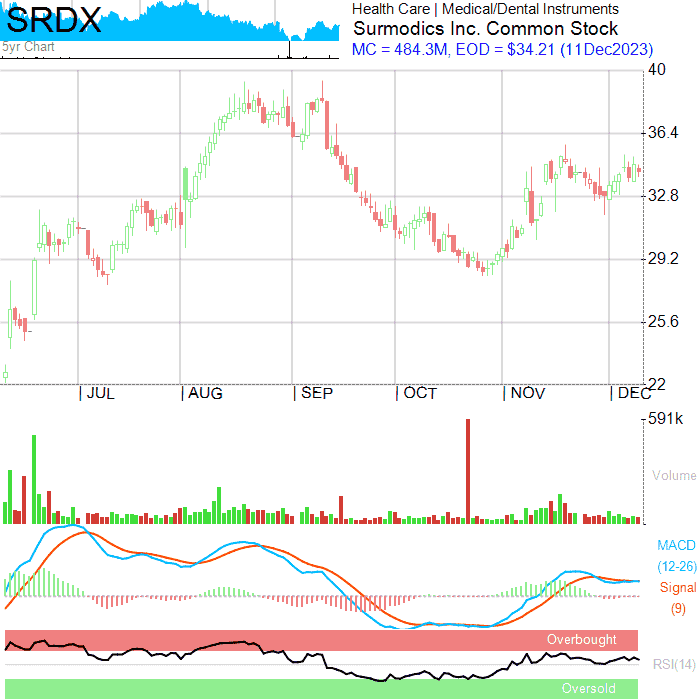 SRDX
5yr Chart
Health Care | Medical/Dental Instruments
Surmodics Inc. Common Stock
MC = 484.3M, EOD = $34.21 (11Dec2023)
40
36.4
32.8
29.2
25.6
22
| JUL | AUG | SEP | OCT | NOV | DEC
591k
Volume
MACD
(12-26)
Signal
(9)
Overbought
RSI(14)
Oversold